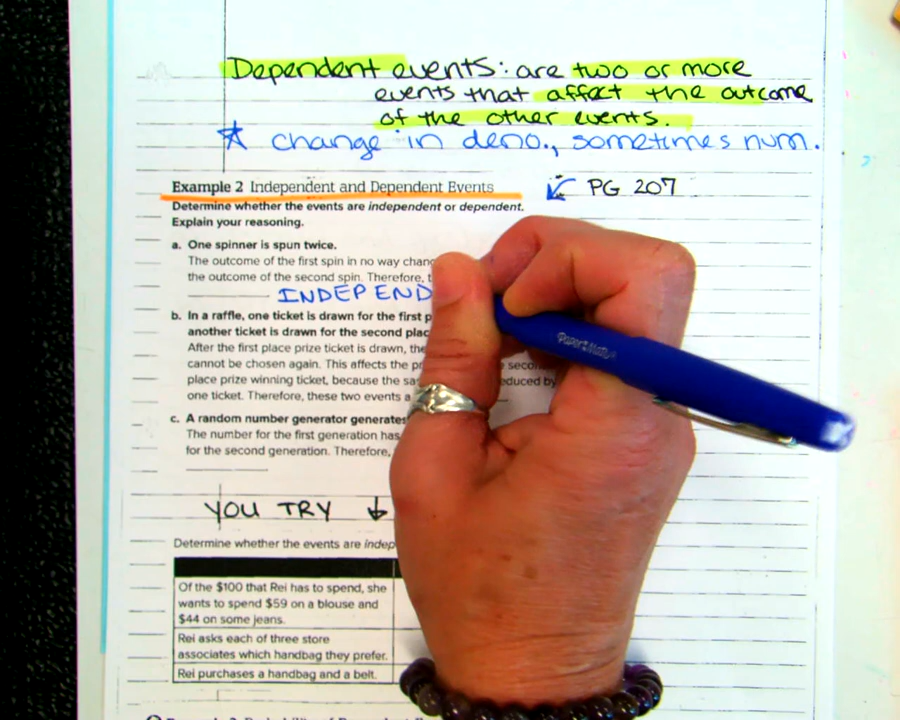 Dependent events: are two or more
events that affect the outcome
of the other events.
★ change in deno., sometimes num.
Example 2 Independent and Dependent Events
PG 207
Determine whether the events are independent or dependent.
Explain your reasoning.
a. One spinner is spun twice.
The outcome of the first spin in no way
the outcome of the second spin. Therefore,
INDEPEND
b. In a raffle, one ticket is drawn for the first
another ticket is drawn for the second
After the first place prize ticket is drawn,
cannot be chosen again. This affects the
place prize winning ticket, because the by
one ticket. Therefore, these two events
c. A random number generator generates
The number for the first generation has
for the second generation. Therefore,
YOU TRY ↓
Determine whether the events are
Of the $100 that Rei has to spend, she
wants to spend $59 on a blouse and
$44 on some jeans.
Rei asks each of three store
associates which handbag they prefer.
Rei purchases a handbag and a belt.
PaperMate